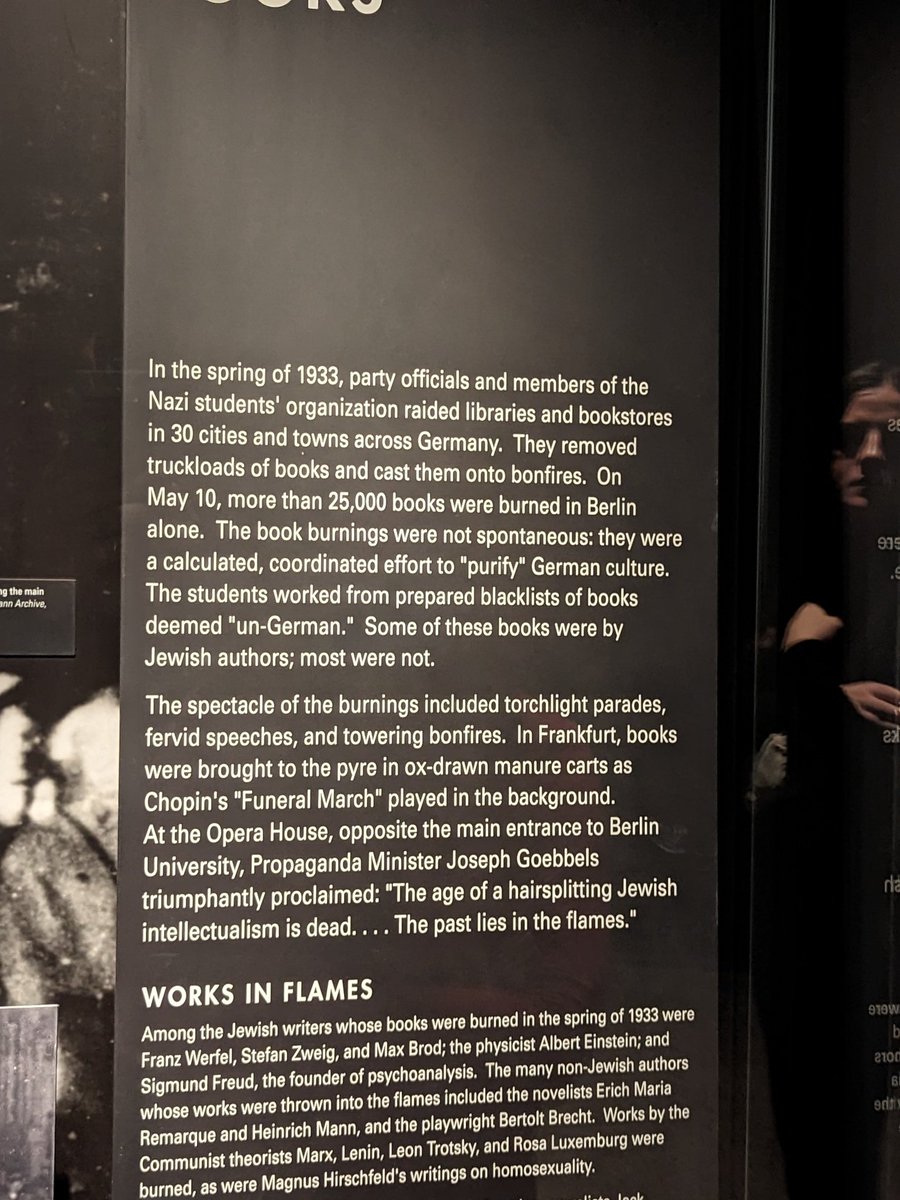 OOKS
In the spring of 1933, party officials and members of the
Nazi students' organization raided libraries and bookstores
in 30 cities and towns across Germany.  They removed
truckloads of books and cast them onto bonfires.  On
May 10, more than 25,000 books were burned in Berlin
alone.  The book burnings were not spontaneous: they were
a calculated, coordinated effort to "purify" German culture.
The students worked from prepared blacklists of books
deemed "un-German."  Some of these books were by
Jewish authors; most were not.
The spectacle of the burnings included torchlight parades,
fervid speeches, and towering bonfires.  In Frankfurt, books
were brought to the pyre in ox-drawn manure carts as
Chopin's "Funeral March" played in the background.
At the Opera House, opposite the main entrance to Berlin
University, Propaganda Minister Joseph Goebbels
triumphantly proclaimed: "The age of a hairsplitting Jewish
intellectualism is dead. . . . The past lies in the flames."
WORKS IN FLAMES
Among the Jewish writers whose books were burned in the spring of 1933 were
Franz Werfel, Stefan Zweig, and Max Brod; the physicist Albert Einstein; and
Sigmund Freud, the founder of psychoanalysis.  The many non-Jewish authors
whose works were thrown into the flames included the novelists Erich Maria
Remarque and Heinrich Mann, and the playwright Bertolt Brecht.  Works by the
Communist theorists Marx, Lenin, Leon Trotsky, and Rosa Luxemburg were
burned, as were Magnus Hirschfeld's writings on homosexuality.
ng the main
ann Archive,